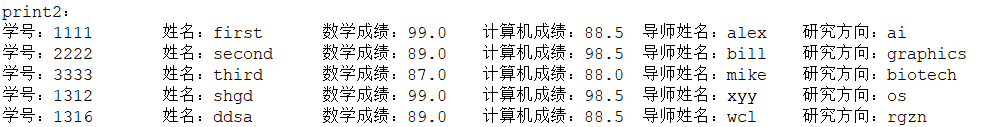 print2:
学号：1111 姓名：first 数学成绩：99.0 计算机成绩：88.5 导师姓名：alex 研究方向：ai
学号：2222 姓名：second 数学成绩：89.0 计算机成绩：98.5 导师姓名：bill 研究方向：graphics
学号：3333 姓名：third 数学成绩：87.0 计算机成绩：88.0 导师姓名：mike 研究方向：biotech
学号：1312 姓名：shgd 数学成绩：99.0 计算机成绩：98.5 导师姓名：xyy 研究方向：os
学号：1316 姓名：ddsa 数学成绩：89.0 计算机成绩：88.5 导师姓名：wcl 研究方向：rgzn